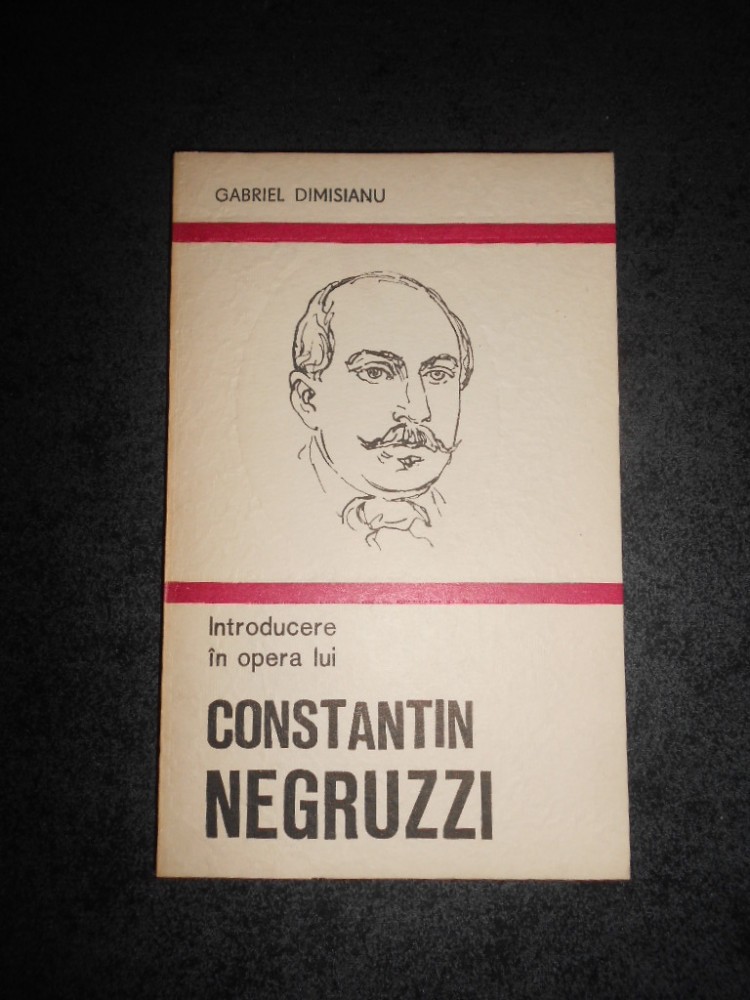 GABRIEL DIMISIANU
Introducere
în opera lui
CONSTANTIN
NEGRUZZI